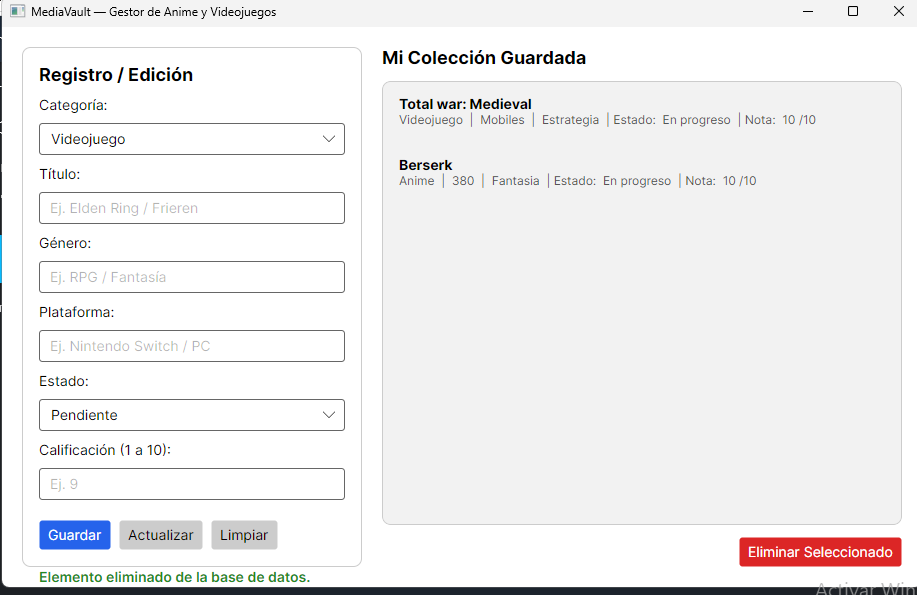 MediaVault — Gestor de Anime y Videojuegos
Registro / Edición
Categoría:
Videojuego
Título:
Ej. Elden Ring / Frieren
Género:
Ej. RPG / Fantasía
Plataforma:
Ej. Nintendo Switch / PC
Estado:
Pendiente
Calificación (1 a 10):
Ej. 9
Guardar Actualizar Limpiar
Elemento eliminado de la base de datos.
Mi Colección Guardada
Total war: Medieval
Videojuego | Mobiles | Estrategia | Estado: En progreso | Nota: 10 /10
Berserk
Anime | 380 | Fantasia | Estado: En progreso | Nota: 10 /10
Eliminar Seleccionado
Activar Win